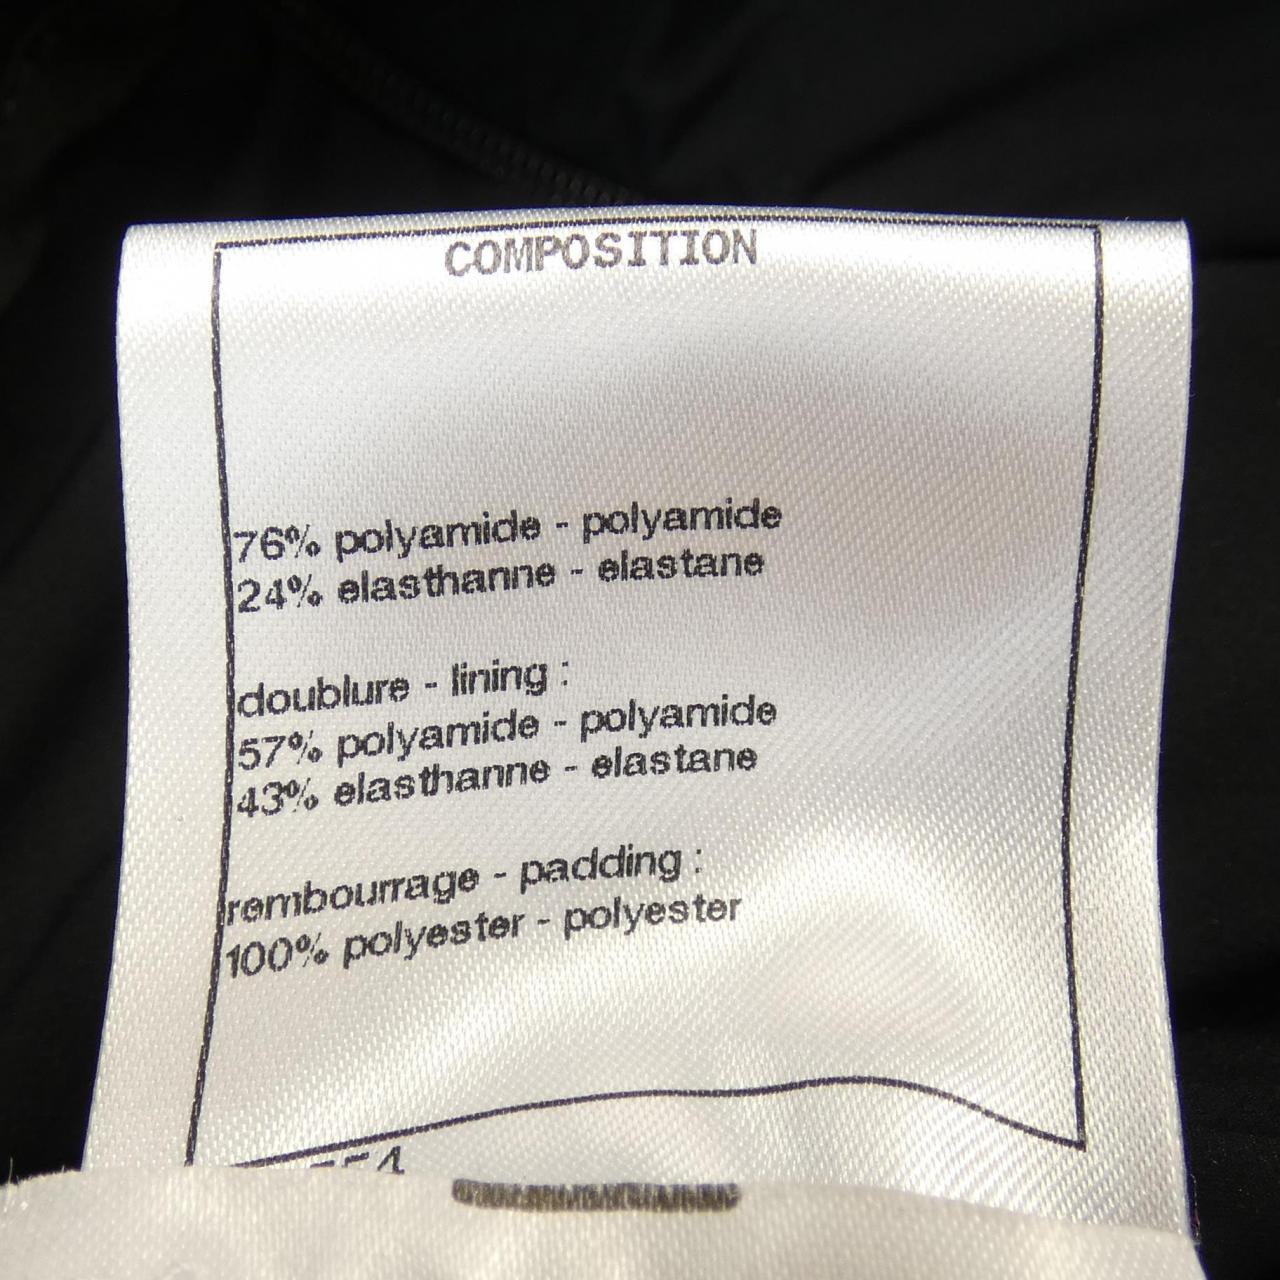 COMPOSITION
76% polyamide - polyamide
24% elasthanne - elastane
doublure - lining :
57% polyamide - polyamide
43% elasthanne - elastane
rembourrage - padding :
100% polyester - polyester